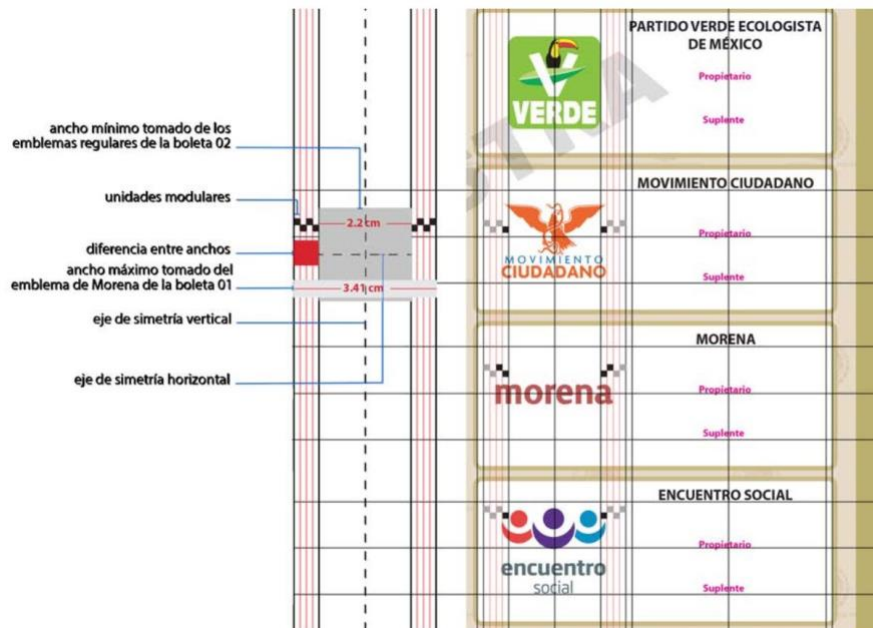 ancho mínimo tomado de los
emblemas regulares de la boleta 02
unidades modulares
diferencia entre anchos
ancho máximo tomado del
emblema de Morena de la boleta 01
eje de simetría vertical
eje de simetría horizontal
2.2 cm
3.41 cm
STRA
VERDE
PARTIDO VERDE ECOLOGISTA
DE MÉXICO
Propietario
Suplente
MOVIMIENTO
CIUDADANO
MOVIMIENTO CIUDADANO
Propietario
Suplente
morena
MORENA
Propietario
Suplente
encuentro
social
ENCUENTRO SOCIAL
Propietario
Suplente